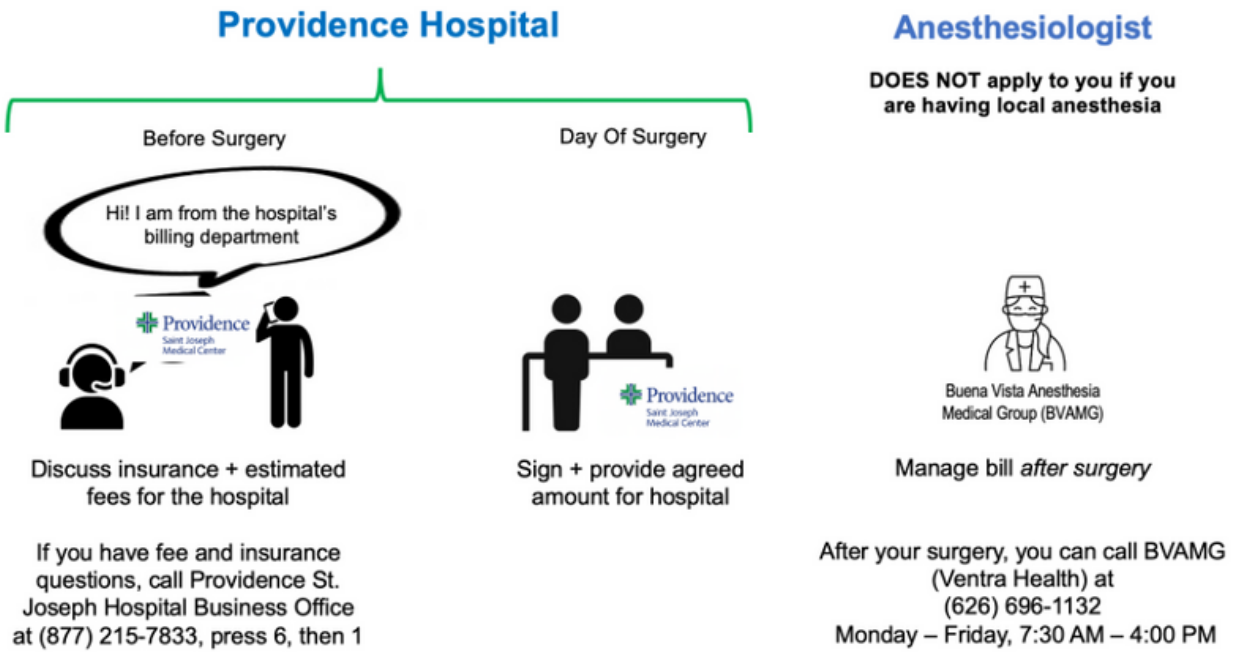 Providence Hospital
Before Surgery
Hi! I am from the hospital's
billing department
Providence
Saint Joseph
Medical Center
Discuss insurance + estimated
fees for the hospital
If you have fee and insurance
questions, call Providence St.
Joseph Hospital Business Office
at (877) 215-7833, press 6, then 1
Day Of Surgery
Providence
Saint Joseph
Medical Center
Sign + provide agreed
amount for hospital
Anesthesiologist
DOES NOT apply to you if you
are having local anesthesia
Buena Vista Anesthesia
Medical Group (BVAMG)
Manage bill after surgery
After your surgery, you can call BVAMG
(Ventra Health) at
(626) 696-1132
Monday – Friday, 7:30 AM – 4:00 PM